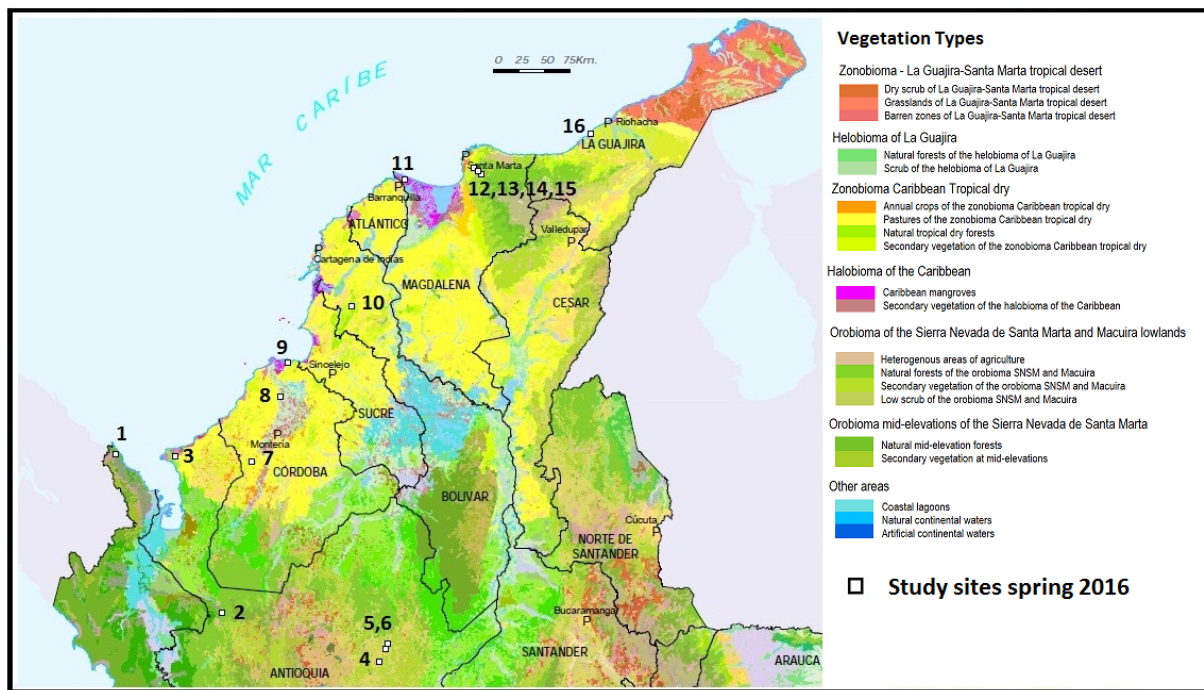 MAR CARÍBE
0 25 50 75Km.
Riohacha
16
LA GUAJIRA
11
Santa Marta
12,13,14,15
Barranquilla
ATLÁNTICO
Valledupar
Cartagena de Indias
MAGDALENA
CESAR
10
9
Sincelejo
8
SUCRE
1
3
Montería
7
CÓRDOBA
BOLIVAR
Cúcuta
NORTE DE
SANTANDER
2
5,6
Bucaramanga
4
ANTIOQUIA
SANTANDER
ARAUCA
Vegetation Types
Zonobioma - La Guajira-Santa Marta tropical desert
Dry scrub of La Guajira-Santa Marta tropical desert
Grasslands of La Guajira-Santa Marta tropical desert
Barren zones of La Guajira-Santa Marta tropical desert
Helobioma of La Guajira
Natural forests of the helobioma of La Guajira
Scrub of the helobioma of La Guajira
Zonobioma Caribbean Tropical dry
Annual crops of the zonobioma Caribbean tropical dry
Pastures of the zonobioma Caribbean tropical dry
Natural tropical dry forests
Secondary vegetation of the zonobioma Caribbean tropical dry
Halobioma of the Caribbean
Caribbean mangroves
Secondary vegetation of the halobioma of the Caribbean
Orobioma of the Sierra Nevada de Santa Marta and Macuira lowlands
Heterogenous areas of agriculture
Natural forests of the orobioma SNSM and Macuira
Secondary vegetation of the orobioma SNSM and Macuira
Low scrub of the orobioma SNSM and Macuira
Orobioma mid-elevations of the Sierra Nevada de Santa Marta
Natural mid-elevation forests
Secondary vegetation at mid-elevations
Other areas
Coastal lagoons
Natural continental waters
Artificial continental waters
Study sites spring 2016